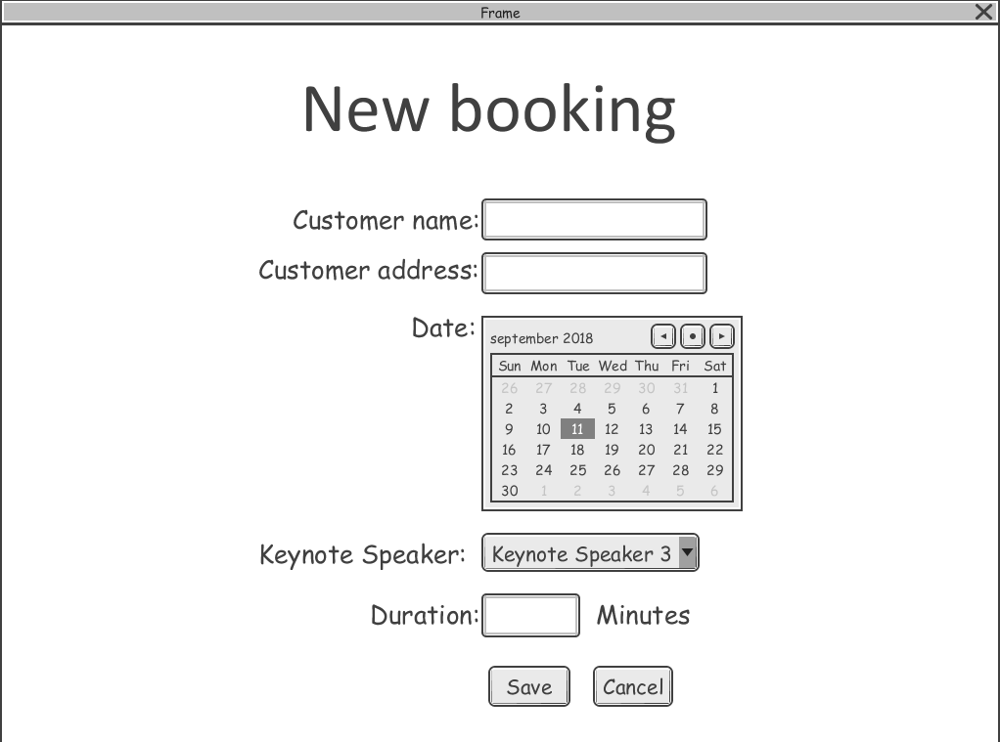 Frame
New booking
Customer name:
Customer address:
Date:
september 2018
Sun Mon Tue Wed Thu Fri Sat
26 27 28 29 30 31 1
2 3 4 5 6 7 8
9 10 11 12 13 14 15
16 17 18 19 20 21 22
23 24 25 26 27 28 29
30 1 2 3 4 5 6
Keynote Speaker: Keynote Speaker 3
Duration: Minutes
Save Cancel